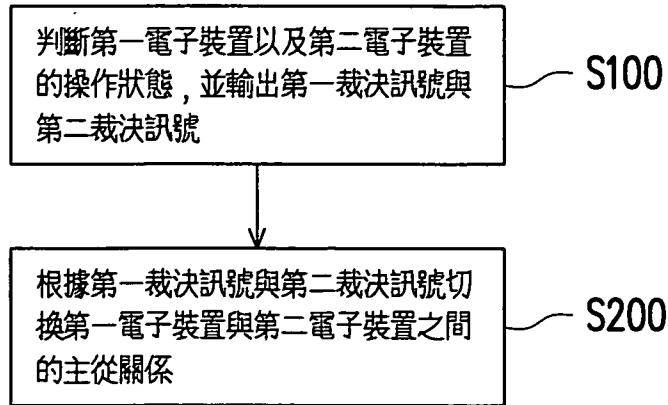 判斷第一電子裝置以及第二電子裝置
的操作狀態,並輸出第一裁決訊號與
第二裁決訊號
S100
根據第一裁決訊號與第二裁決訊號切
換第一電子裝置與第二電子裝置之間
的主從關係
S200